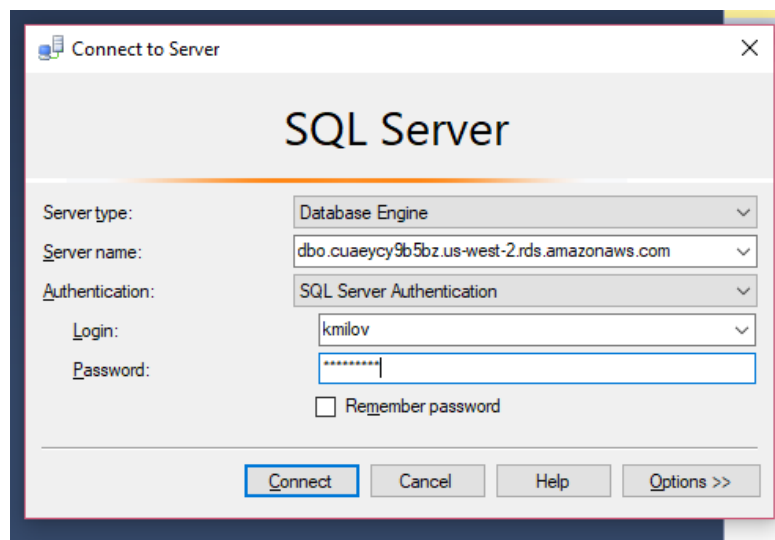 Connect to Server
SQL Server
Server type: Database Engine
Server name: dbo.cuaeycy9b5bz.us-west-2.rds.amazonaws.com
Authentication: SQL Server Authentication
Login: kmilov
Password: *********
Remember password
Connect Cancel Help Options >>